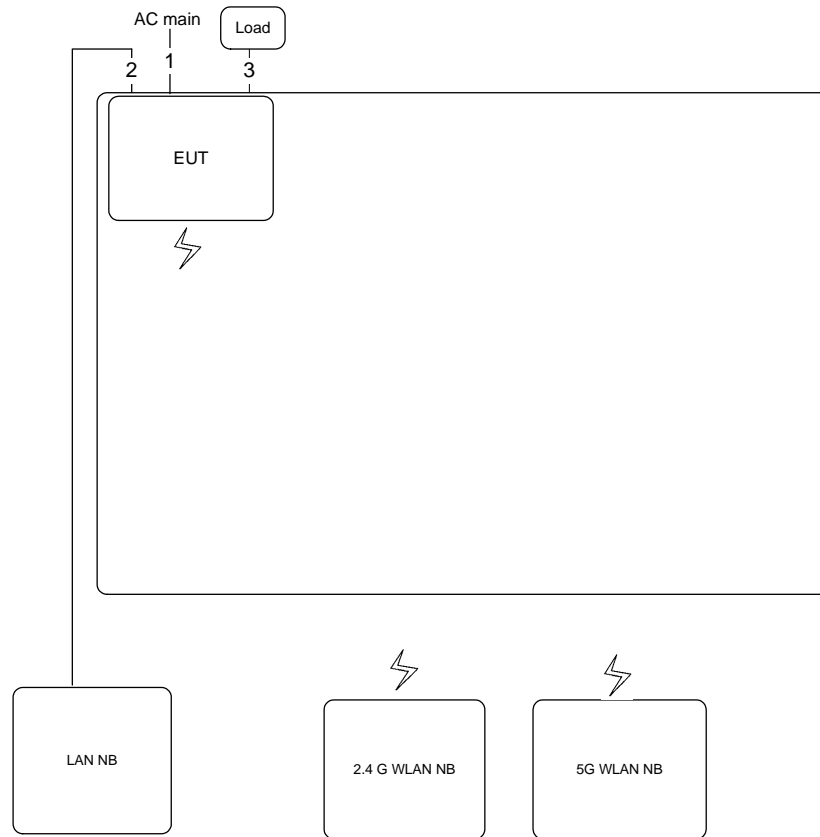 AC main
Load
2
1
3
EUT
LAN NB
2.4 G WLAN NB
5G WLAN NB